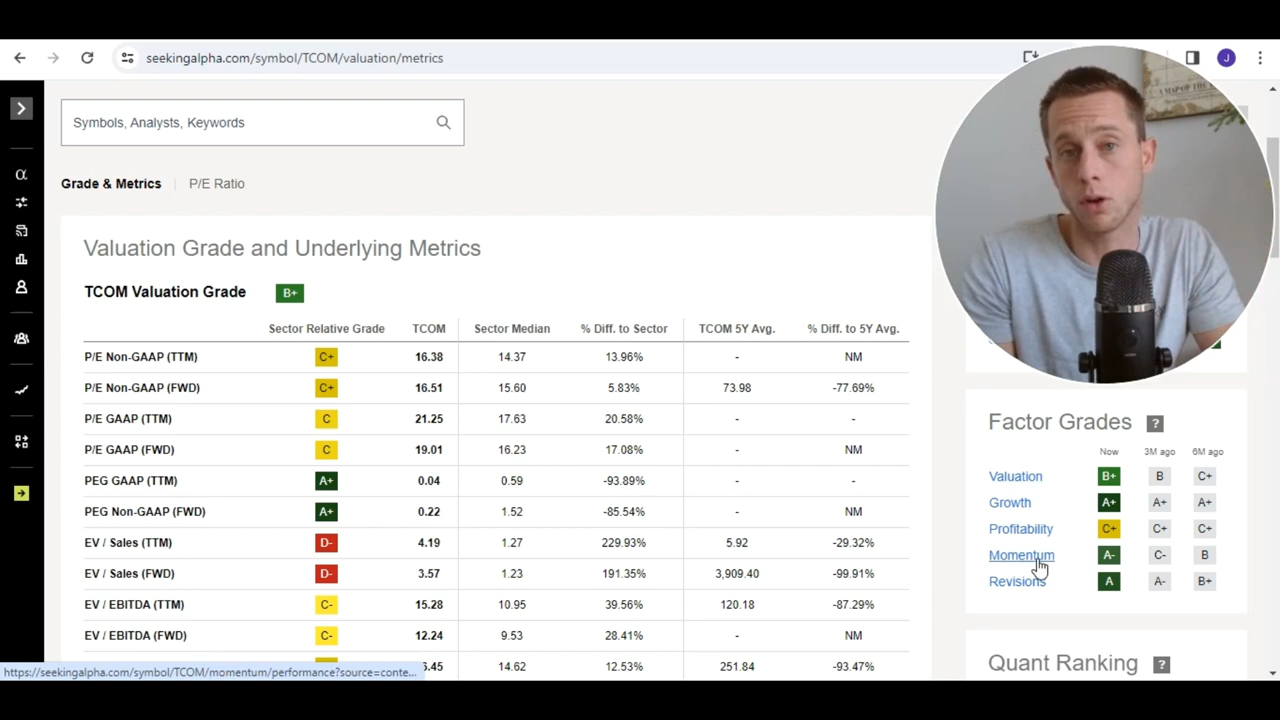 seekingalpha.com/symbol/TCOM/valuation/metrics
J
Symbols, Analysts, Keywords
α
Grade & Metrics | P/E Ratio
Valuation Grade and Underlying Metrics
TCOM Valuation Grade B+
Sector Relative Grade TCOM Sector Median % Diff. to Sector TCOM 5Y Avg. % Diff. to 5Y Avg.
P/E Non-GAAP (TTM) C+ 16.38 14.37 13.96% - NM
P/E Non-GAAP (FWD) C+ 16.51 15.60 5.83% 73.98 -77.69%
P/E GAAP (TTM) C 21.25 17.63 20.58% - -
P/E GAAP (FWD) C 19.01 16.23 17.08% - NM
PEG GAAP (TTM) A+ 0.04 0.59 -93.89% - -
PEG Non-GAAP (FWD) A+ 0.22 1.52 -85.54% - NM
EV / Sales (TTM) D- 4.19 1.27 229.93% 5.92 -29.32%
EV / Sales (FWD) D- 3.57 1.23 191.35% 3,909.40 -99.91%
EV / EBITDA (TTM) C- 15.28 10.95 39.56% 120.18 -87.29%
EV / EBITDA (FWD) C- 12.24 9.53 28.41% - NM
6.45 14.62 12.53% 251.84 -93.47%
https://seekingalpha.com/symbol/TCOM/momentum/performance?source=conte...
Factor Grades ?
Now 3M ago 6M ago
Valuation B+ B C+
Growth A+ A+ A+
Profitability C+ C+ C+
Momentum A- C- B
Revisions A A- B+
Quant Ranking ?